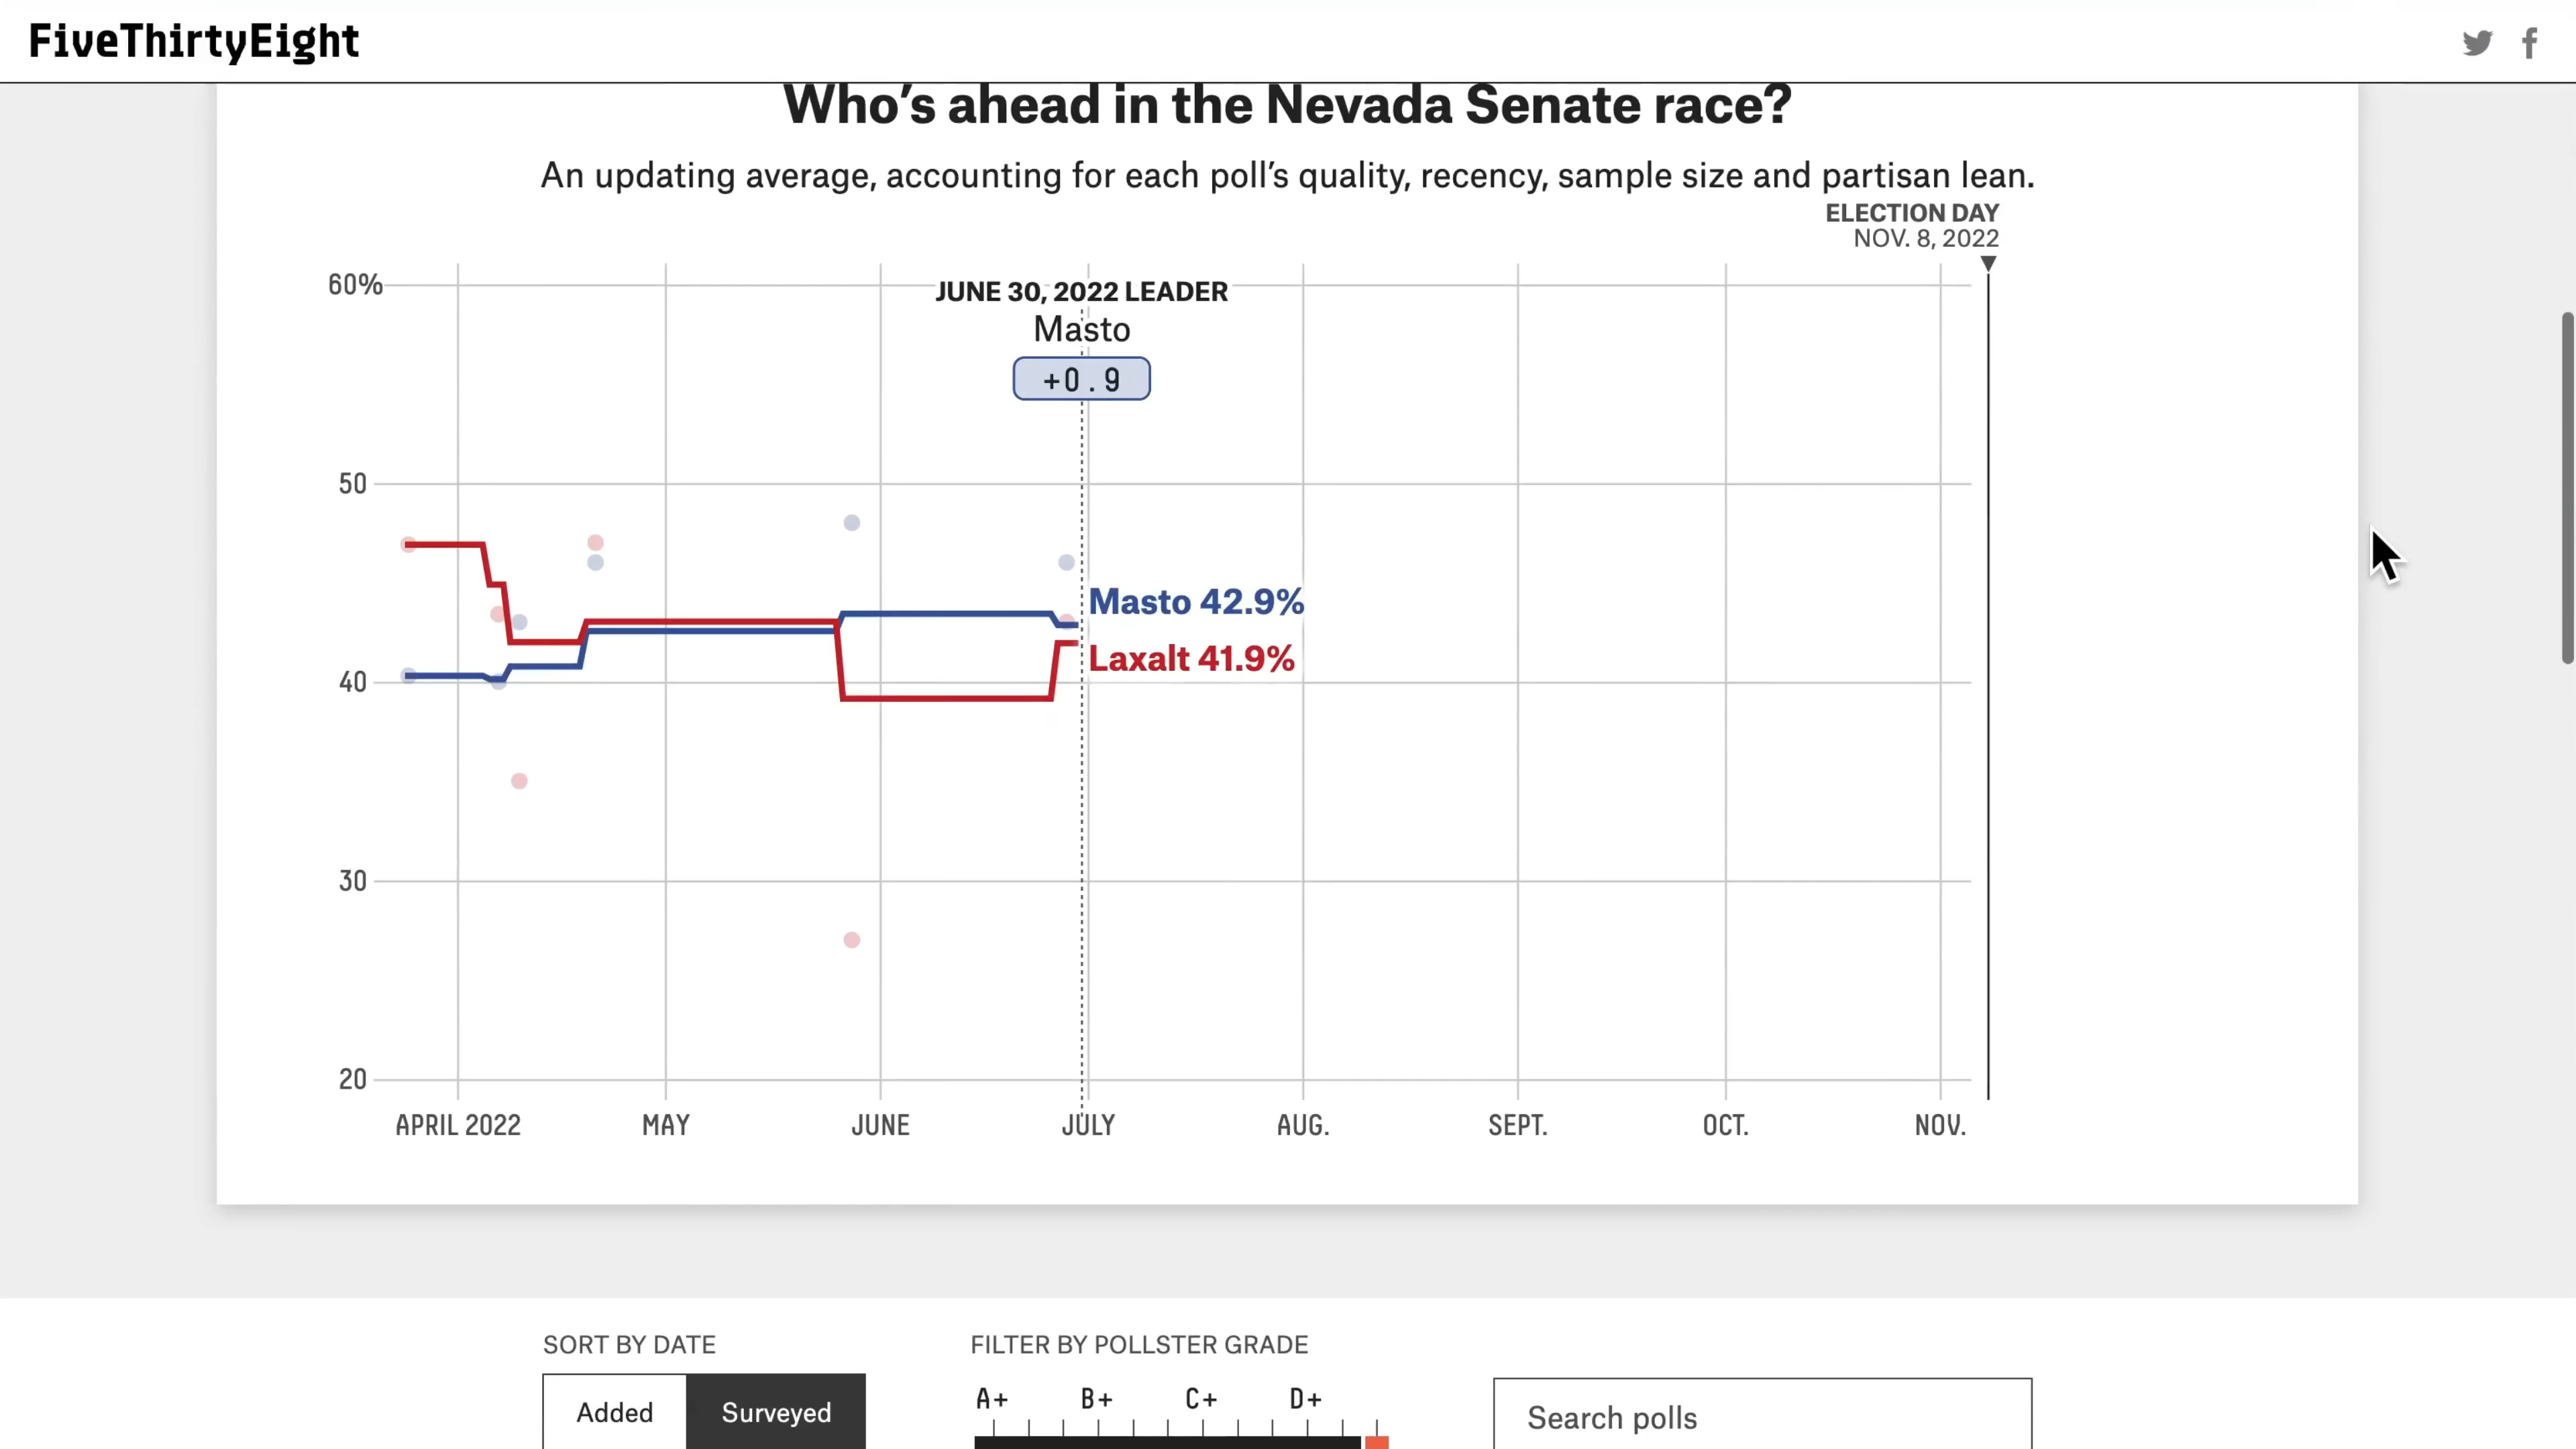 FiveThirtyEight
Who's ahead in the Nevada Senate race?
An updating average, accounting for each poll's quality, recency, sample size and partisan lean.
ELECTION DAY
NOV. 8, 2022
60%
JUNE 30, 2022 LEADER
Masto
+0.9
50
Masto 42.9%
Laxalt 41.9%
40
30
20
APRIL 2022 MAY JUNE JULY AUG. SEPT. OCT. NOV.
SORT BY DATE
FILTER BY POLLSTER GRADE
A+ B+ C+ D+
Added Surveyed
Search polls